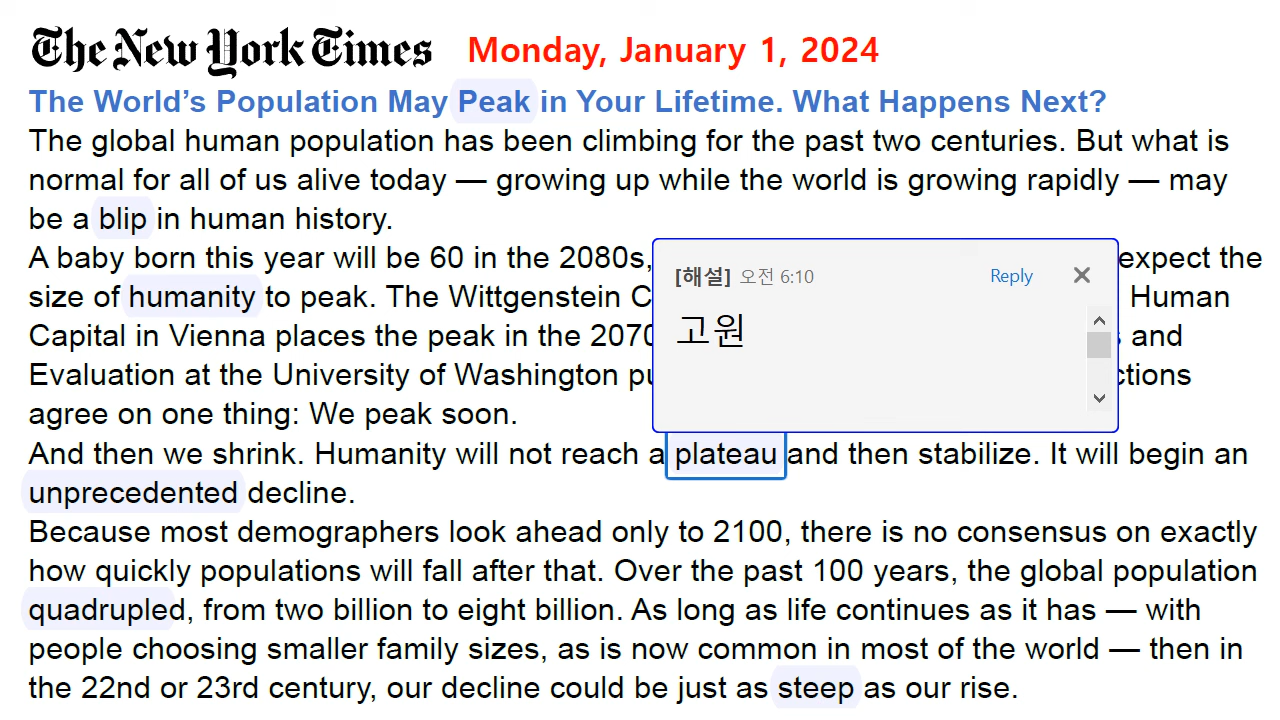 The New York Times Monday, January 1, 2024
The World's Population May Peak in Your Lifetime. What Happens Next?
The global human population has been climbing for the past two centuries. But what is
normal for all of us alive today — growing up while the world is growing rapidly — may
be a blip in human history.
A baby born this year will be 60 in the 2080s, expect the
size of humanity to peak. The Wittgenstein Human
Capital in Vienna places the peak in the and
Evaluation at the University of Washington
agree on one thing: We peak soon.
[해설] 오전 6:10 Reply
고원
And then we shrink. Humanity will not reach a plateau and then stabilize. It will begin an
unprecedented decline.
Because most demographers look ahead only to 2100, there is no consensus on exactly
how quickly populations will fall after that. Over the past 100 years, the global population
quadrupled, from two billion to eight billion. As long as life continues as it has — with
people choosing smaller family sizes, as is now common in most of the world — then in
the 22nd or 23rd century, our decline could be just as steep as our rise.